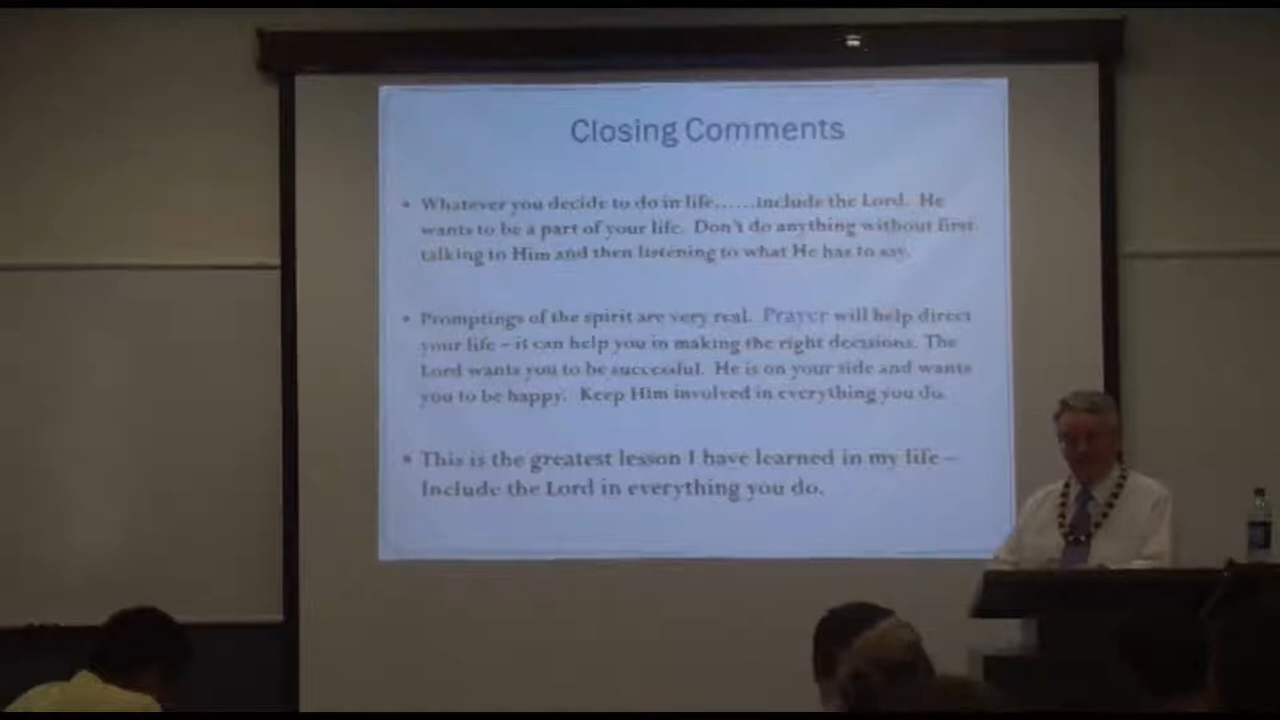 Closing Comments
• Whatever you decide to do in life......include the Lord. He
wants to be a part of your life. Don't do anything without first
talking to Him and then listening to what He has to say.
• Promptings of the spirit are very real. Prayer will help direct
your life – it can help you in making the right decisions. The
Lord wants you to be successful. He is on your side and wants
you to be happy. Keep Him involved in everything you do.
• This is the greatest lesson I have learned in my life –
Include the Lord in everything you do.